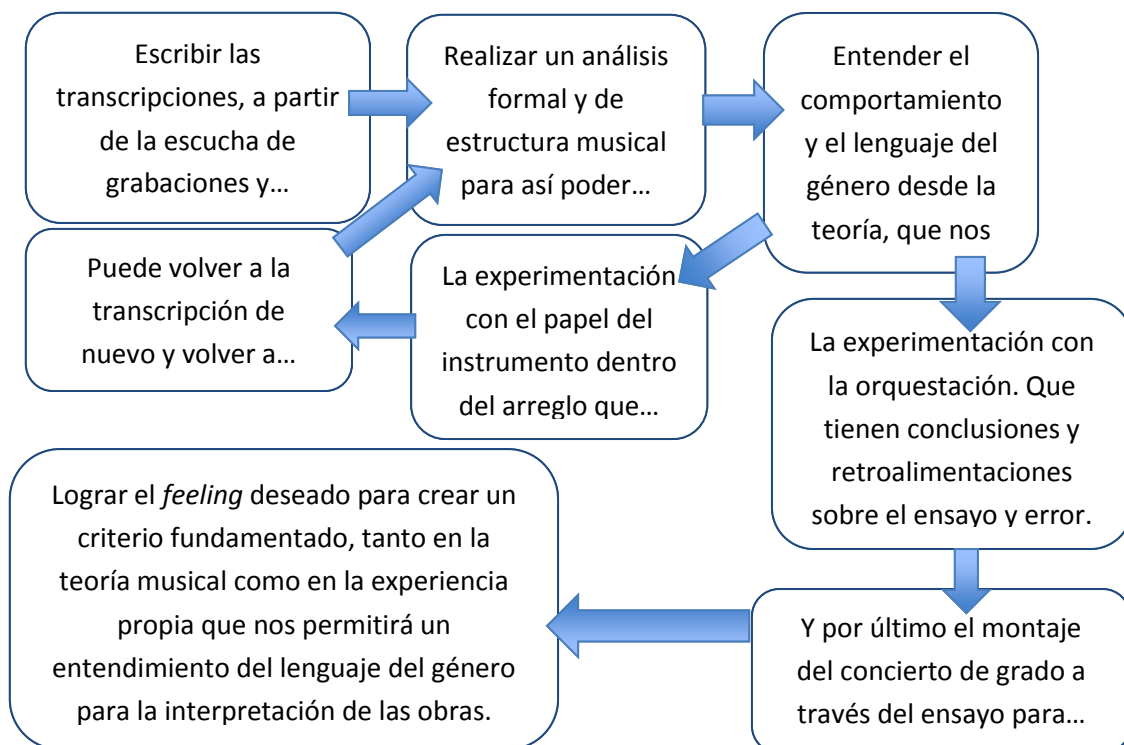 Escribir las
transcripciones, a partir
de la escucha de
grabaciones y...
Realizar un análisis
formal y de
estructura musical
para así poder...
Entender el
comportamiento
y el lenguaje del
género desde la
teoría, que nos
Puede volver a la
transcripción de
nuevo y volver a...
La experimentación
con el papel del
instrumento dentro
del arreglo que...
La experimentación con
la orquestación. Que
tienen conclusiones y
retroalimentaciones
sobre el ensayo y error.
Lograr el feeling deseado para crear un
criterio fundamentado, tanto en la
teoría musical como en la experiencia
propia que nos permitirá un
entendimiento del lenguaje del género
para la interpretación de las obras.
Y por último el montaje
del concierto de grado a
través del ensayo para...